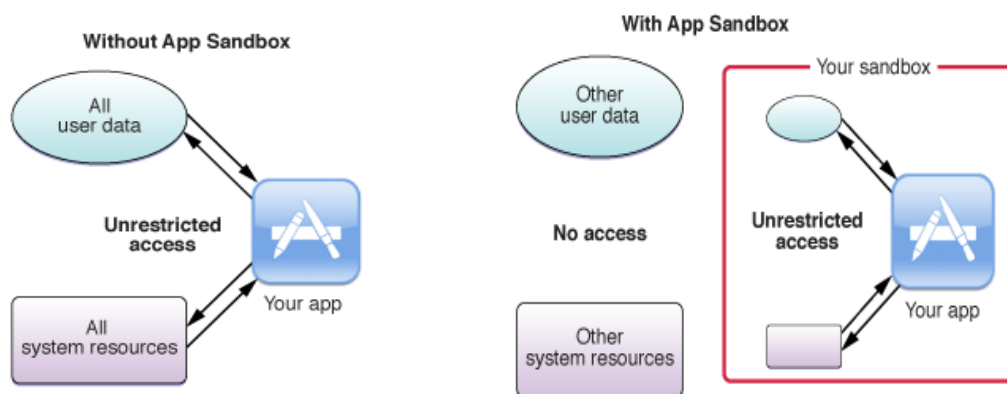 Without App Sandbox
All
user data
Unrestricted
access
Your app
All
system resources
With App Sandbox
Other
user data
No access
Other
system resources
Your sandbox
Unrestricted
access
Your app